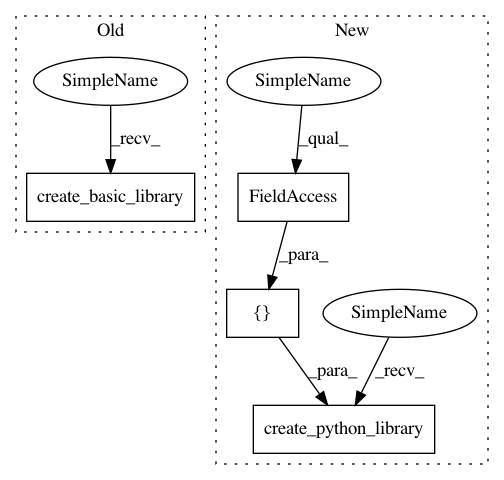 Old
New
SimpleName
SimpleName
_recv_
_qual_
create_basic_library
FieldAccess
_para_
{}
SimpleName
_para_
_recv_
create_python_library